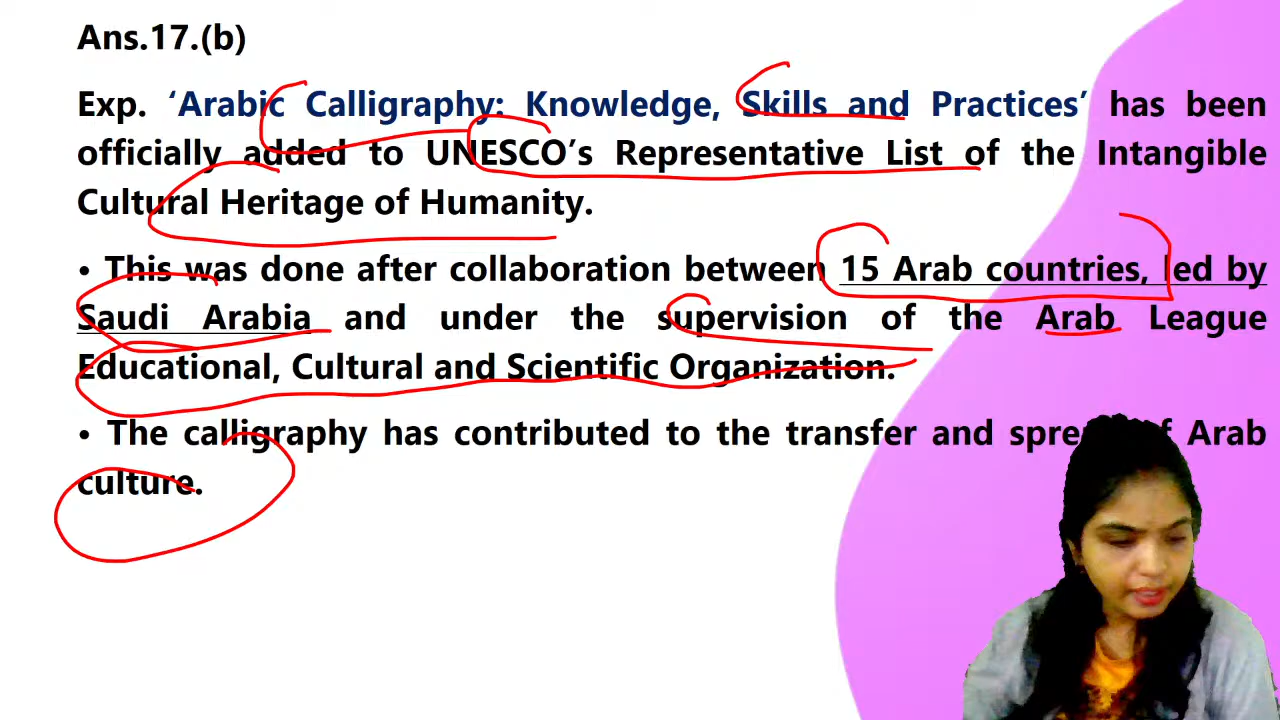 Ans.17.(b)
Exp. ‘Arabic Calligraphy: Knowledge, Skills and Practices’ has been
officially added to UNESCO’s Representative List of the Intangible
Cultural Heritage of Humanity.
• This was done after collaboration between 15 Arab countries, led by
Saudi Arabia and under the supervision of the Arab League
Educational, Cultural and Scientific Organization.
• The calligraphy has contributed to the transfer and Arab
culture.